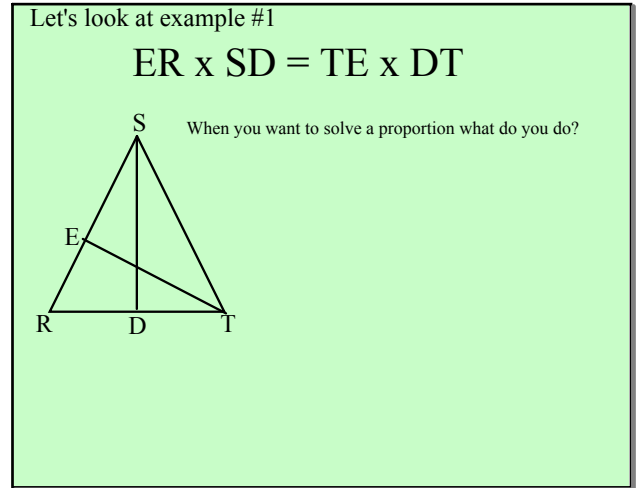 Let's look at example #1
ER x SD = TE x DT
S
When you want to solve a proportion what do you do?
E
R
D
T